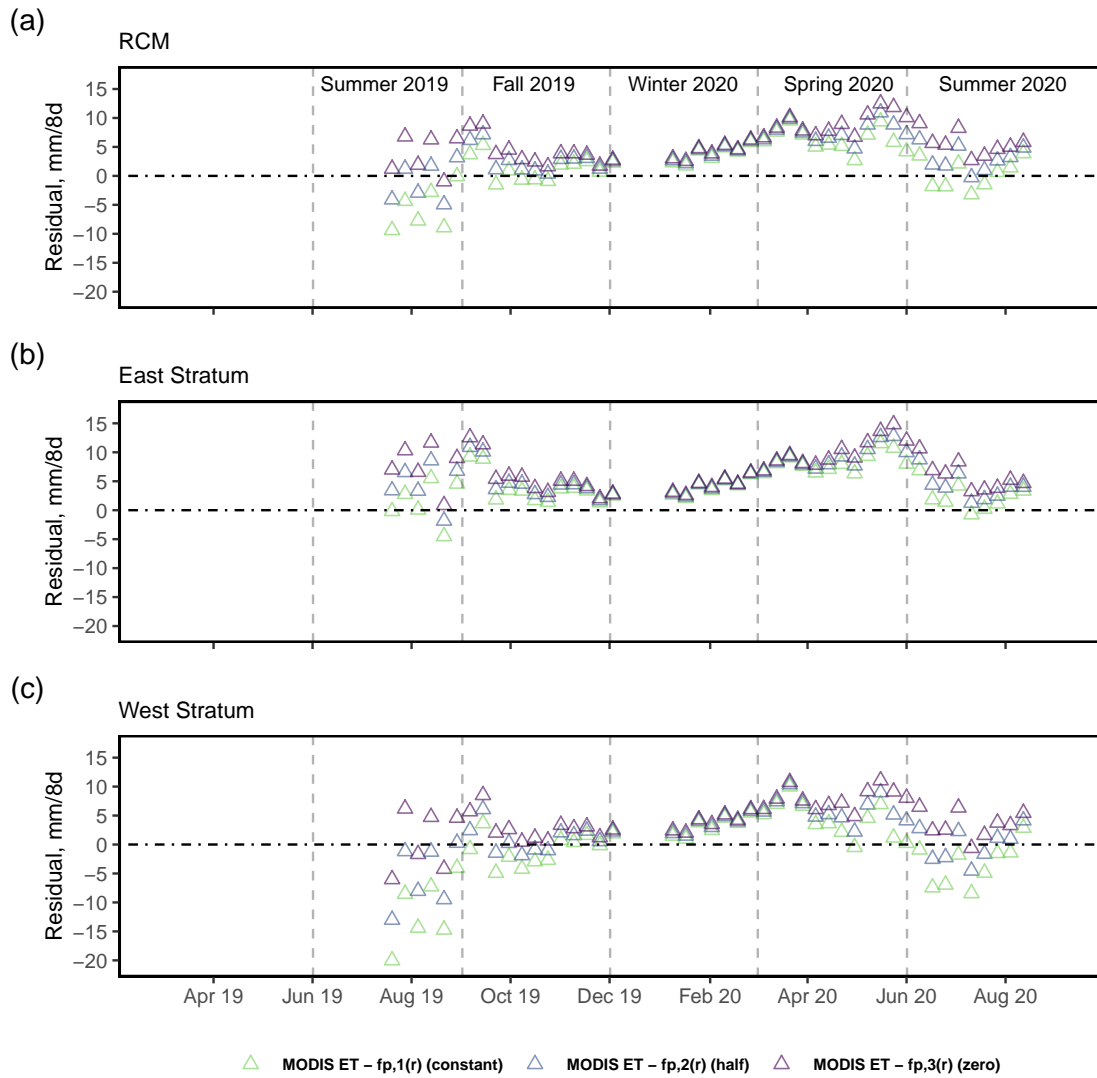 (a)
RCM
Summer 2019 Fall 2019 Winter 2020 Spring 2020 Summer 2020
Residual, mm/8d
15
10
5
0
−5
−10
−15
−20
(b)
East Stratum
Residual, mm/8d
15
10
5
0
−5
−10
−15
−20
(c)
West Stratum
Residual, mm/8d
15
10
5
0
−5
−10
−15
−20
Apr 19 Jun 19 Aug 19 Oct 19 Dec 19 Feb 20 Apr 20 Jun 20 Aug 20
MODIS ET − fp,1(r) (constant) MODIS ET − fp,2(r) (half) MODIS ET − fp,3(r) (zero)